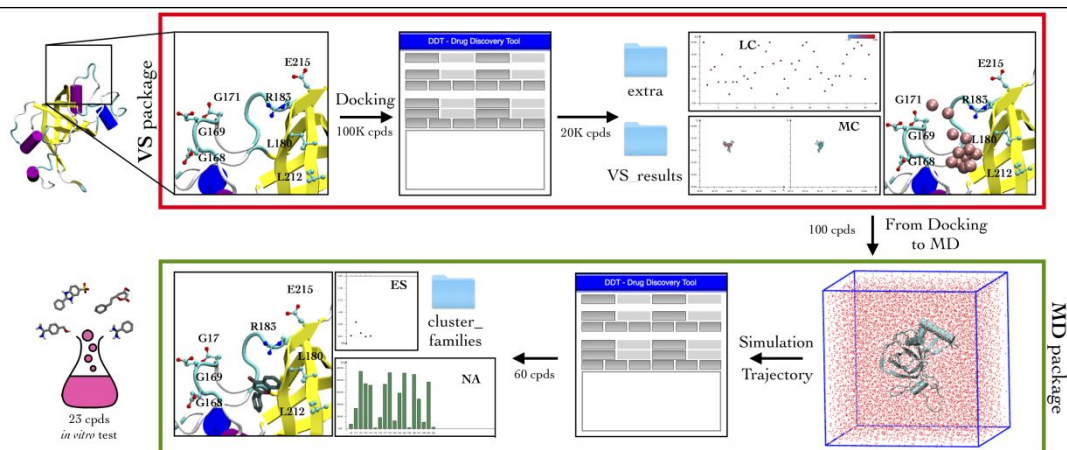 VS package
G171
G169
G168
R183
E215
L180
L212
Docking
100K cpds
DDT - Drug Discovery Tool
20K cpds
extra
VS_results
LC
MC
G171
G169
G168
R183
E215
L180
L212
100 cpds
From Docking
to MD
MD package
Simulation
Trajectory
DDT - Drug Discovery Tool
60 cpds
cluster_
families
ES
NA
E215
R183
G17
G169
G168
L180
L212
23 cpds
in vitro test